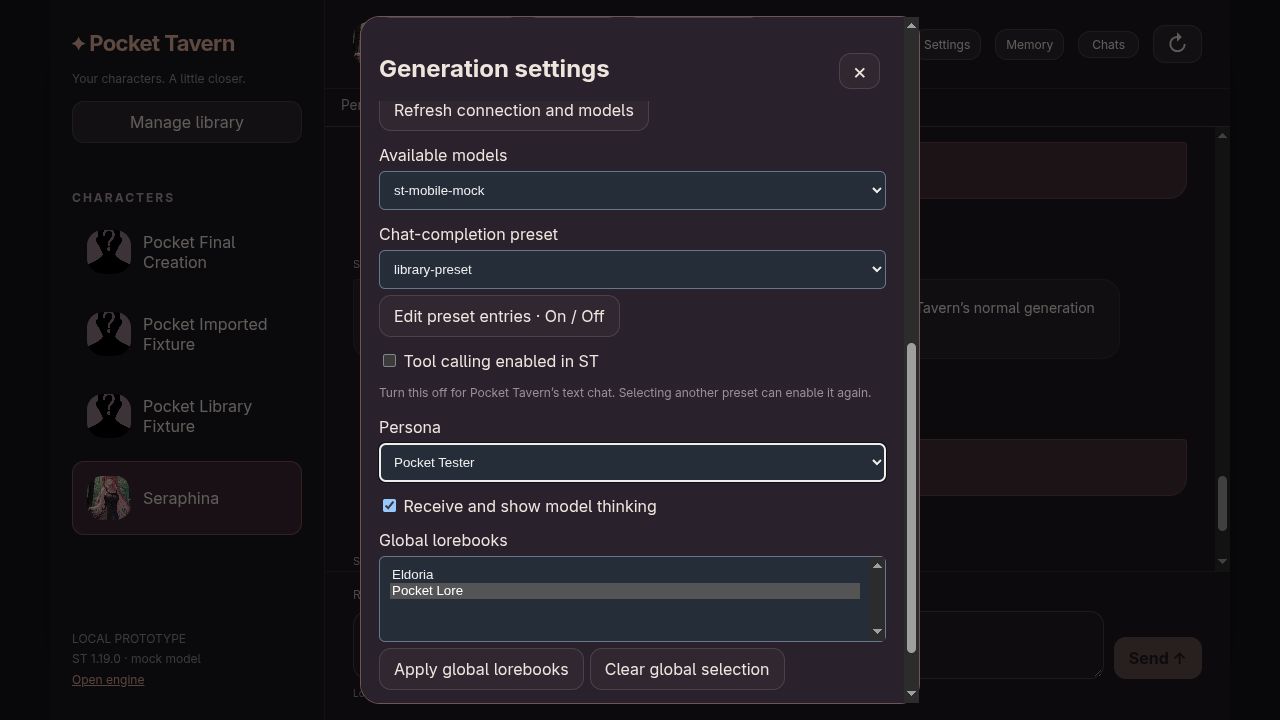 ✦ Pocket Tavern
Your characters. A little closer.
Manage library
CHARACTERS
Pocket Final
Creation
Pocket Imported
Fixture
Pocket Library
Fixture
Seraphina
LOCAL PROTOTYPE
ST 1.19.0 · mock model
Open engine
Settings
Memory
Chats
Tavern's normal generation
Send ↑
Generation settings
×
Refresh connection and models
Available models
st-mobile-mock
Chat-completion preset
library-preset
Edit preset entries · On / Off
Tool calling enabled in ST
Turn this off for Pocket Tavern's text chat. Selecting another preset can enable it again.
Persona
Pocket Tester
Receive and show model thinking
Global lorebooks
Eldoria
Pocket Lore
Apply global lorebooks
Clear global selection